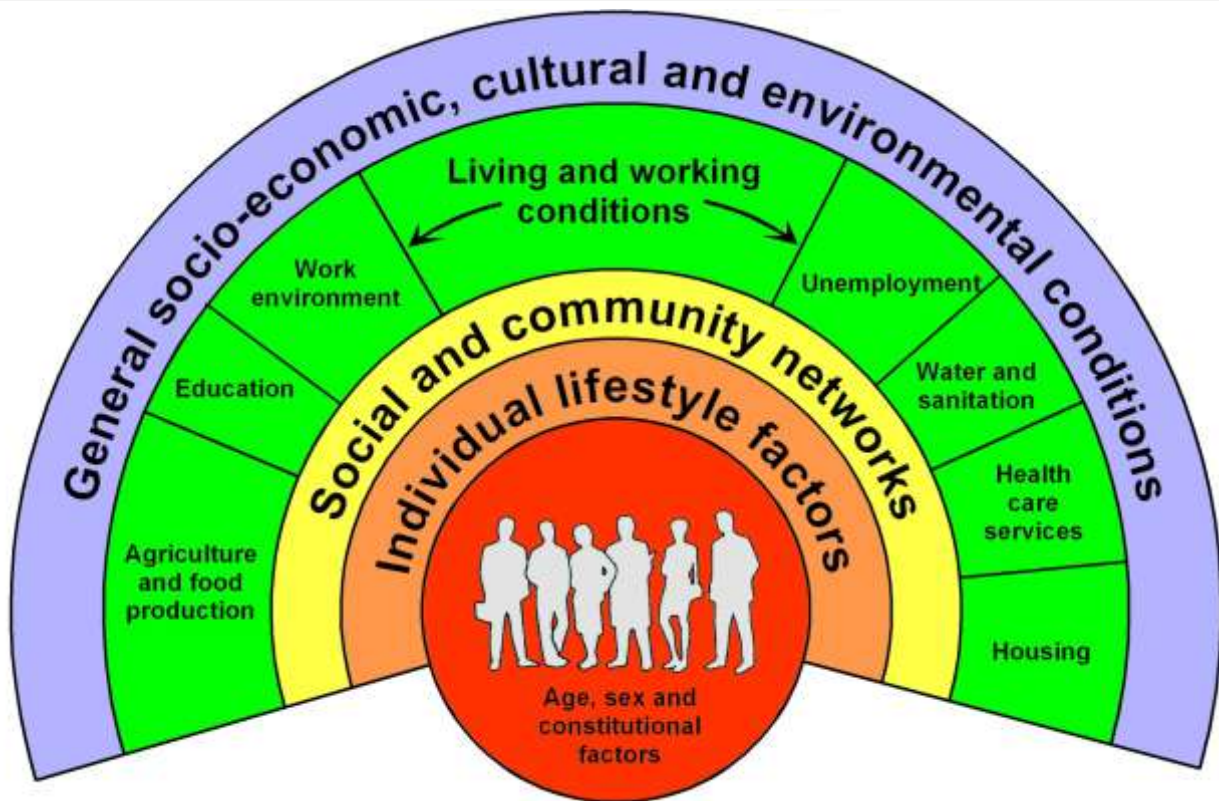 General socio-economic, cultural and environmental conditions
Living and working
conditions
Agriculture
and food
production
Education
Work
environment
Unemployment
Water and
sanitation
Health
care
services
Housing
Social and community networks
Individual lifestyle factors
Age, sex and
constitutional
factors